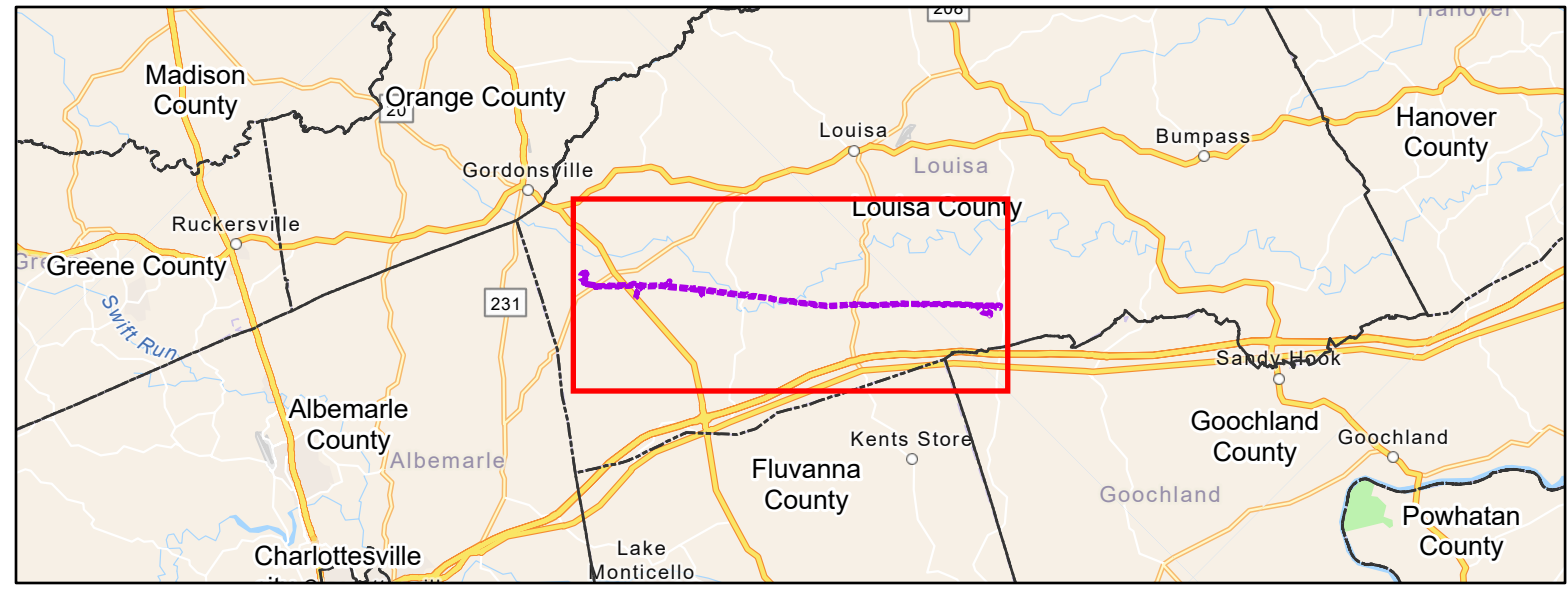 208
Hanover
Madison
County
Orange County
20
Hanover
County
Louisa
Bumpass
Louisa
Gordonsville
Louisa County
Ruckersville
Greene County
231
Swift Run
Sandy Hook
Albemarle
County
Goochland
County
Goochland
Kents Store
Albemarle
Fluvanna
County
Goochland
Powhatan
County
Charlottesville
Lake
Monticello